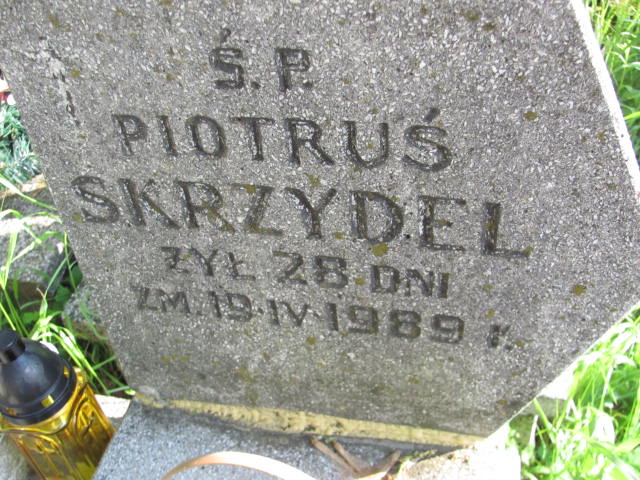 Ś.P.
PIOTRUŚ
SKRZYDEL
ŻYŁ 28 DNI
ZM. 19·IV·1989 R.